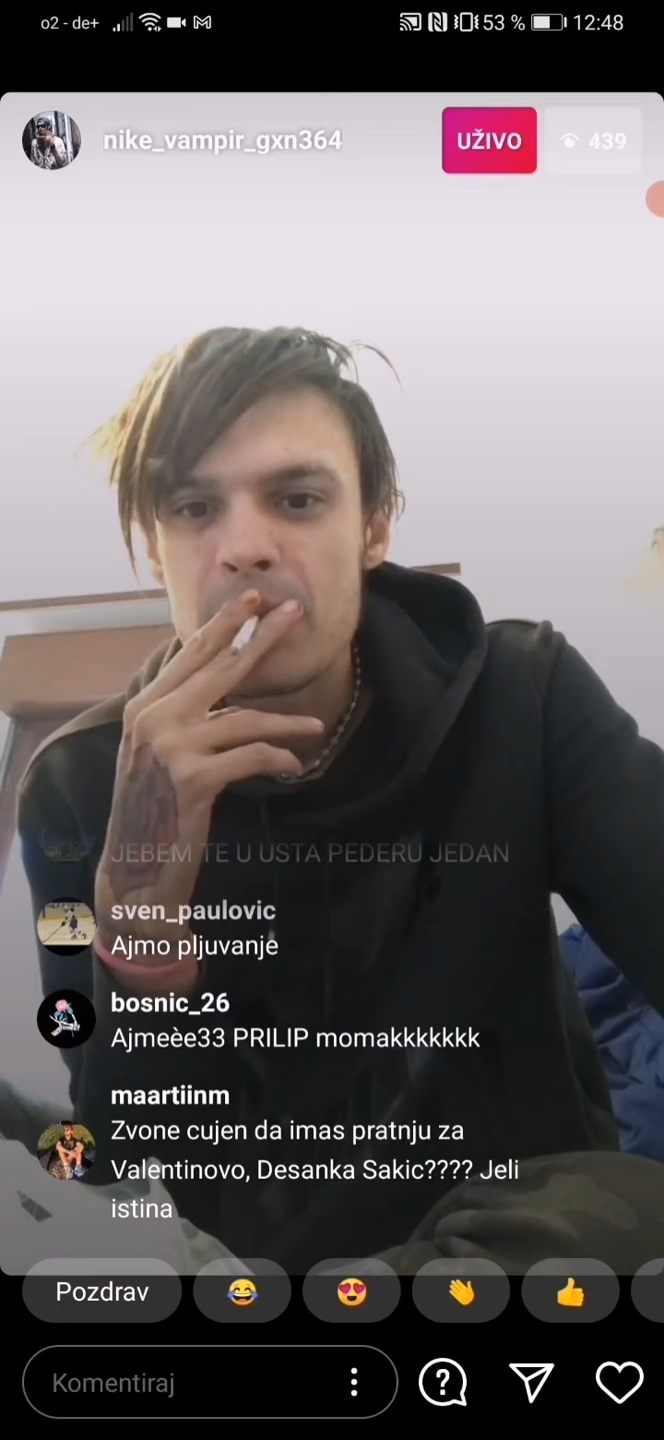 o2 - de+
53 %
12:48
nike_vampir_gxn364
UŽIVO
439
JEBEM TE U USTA PEDERU JEDAN
sven_paulovic
Ajmo pljuvanje
bosnic_26
Ajmeèe33 PRILIP momakkkkkkk
maartiinm
Zvone cujen da imas pratnju za
Valentinovo, Desanka Sakic???? Jeli
istina
Pozdrav
Komentiraj